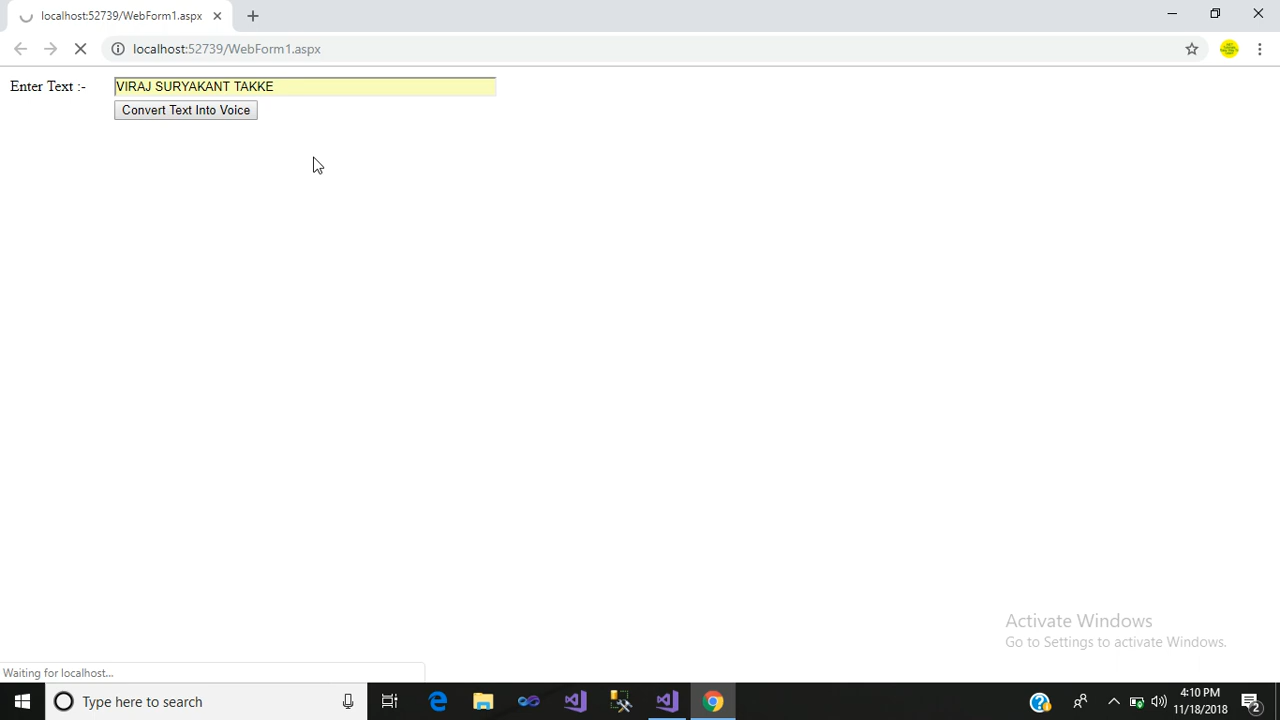 localhost:52739/WebForm1.aspx
localhost:52739/WebForm1.aspx
Enter Text :- VIRAJ SURYAKANT TAKKE
Convert Text Into Voice
Activate Windows
Go to Settings to activate Windows.
Waiting for localhost...
Type here to search
4:10 PM
11/18/2018
2